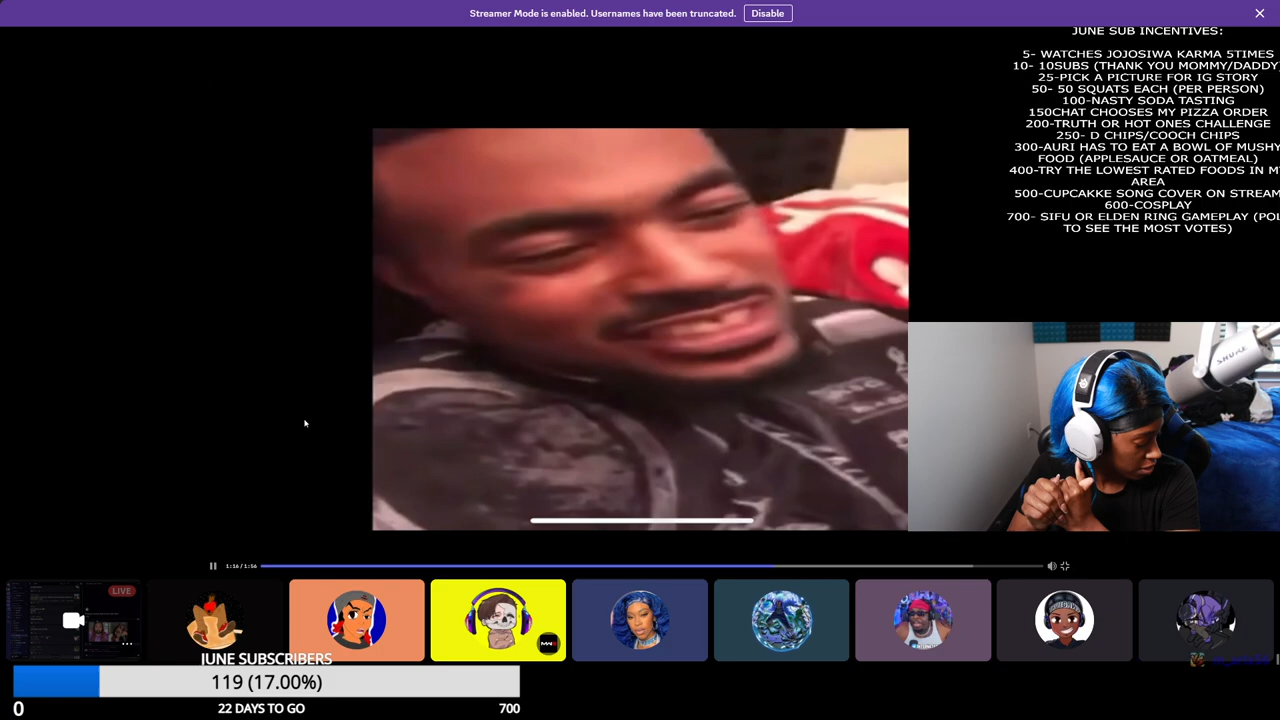 Streamer Mode is enabled. Usernames have been truncated. Disable
JUNE SUB INCENTIVES:
5- WATCHES JOJOSIWA KARMA 5TIMES
10- 10SUBS (THANK YOU MOMMY/DADDY)
25-PICK A PICTURE FOR IG STORY
50- 50 SQUATS EACH (PER PERSON)
100-NASTY SODA TASTING
150CHAT CHOOSES MY PIZZA ORDER
200-TRUTH OR HOT ONES CHALLENGE
250- D CHIPS/COOCH CHIPS
300-AURI HAS TO EAT A BOWL OF MUSHY
FOOD (APPLESAUCE OR OATMEAL)
400-TRY THE LOWEST RATED FOODS IN
AREA
500-CUPCAKKE SONG COVER ON STREAM
600-COSPLAY
700- SIFU OR ELDEN RING GAMEPLAY
TO SEE THE MOST VOTES)
SHURE
1:16 / 1:56
LIVE
JUNE SUBSCRIBERS
119 (17.00%)
0
22 DAYS TO GO
700